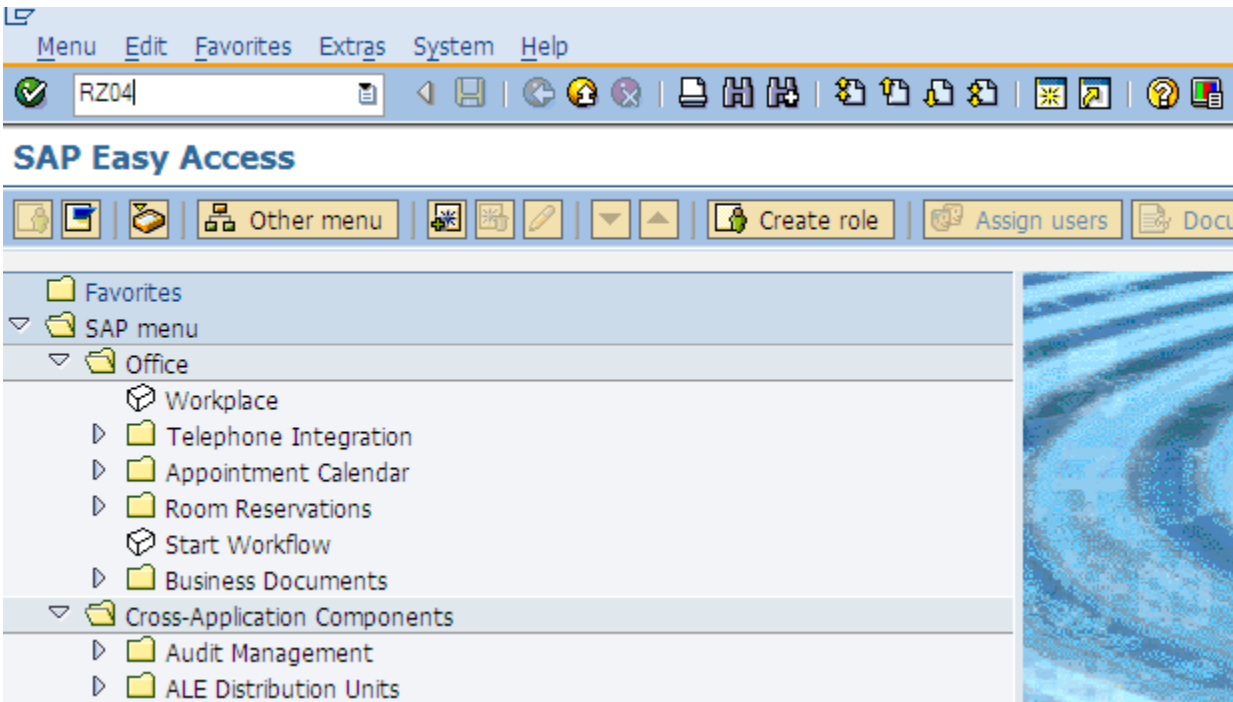 Menu Edit Favorites Extras System Help
RZ04
SAP Easy Access
Other menu Create role Assign users Docu
Favorites
SAP menu
Office
Workplace
Telephone Integration
Appointment Calendar
Room Reservations
Start Workflow
Business Documents
Cross-Application Components
Audit Management
ALE Distribution Units